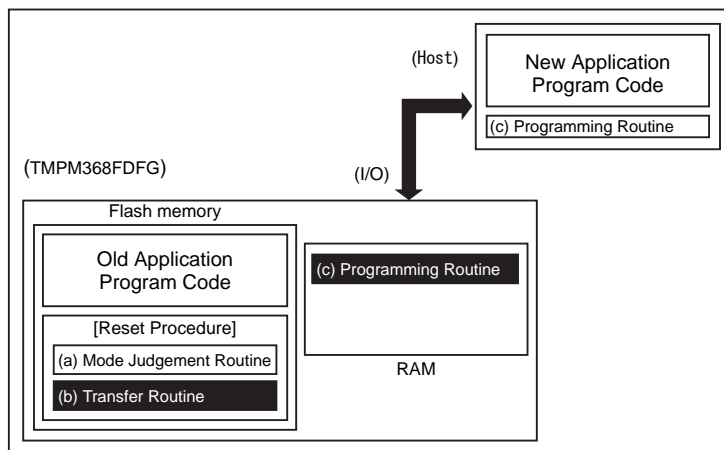 (Host)
New Application
Program Code
(c) Programming Routine
(TMPM368FDFG)
(I/O)
Flash memory
Old Application
Program Code
[Reset Procedure]
(a) Mode Judgement Routine
(b) Transfer Routine
(c) Programming Routine
RAM